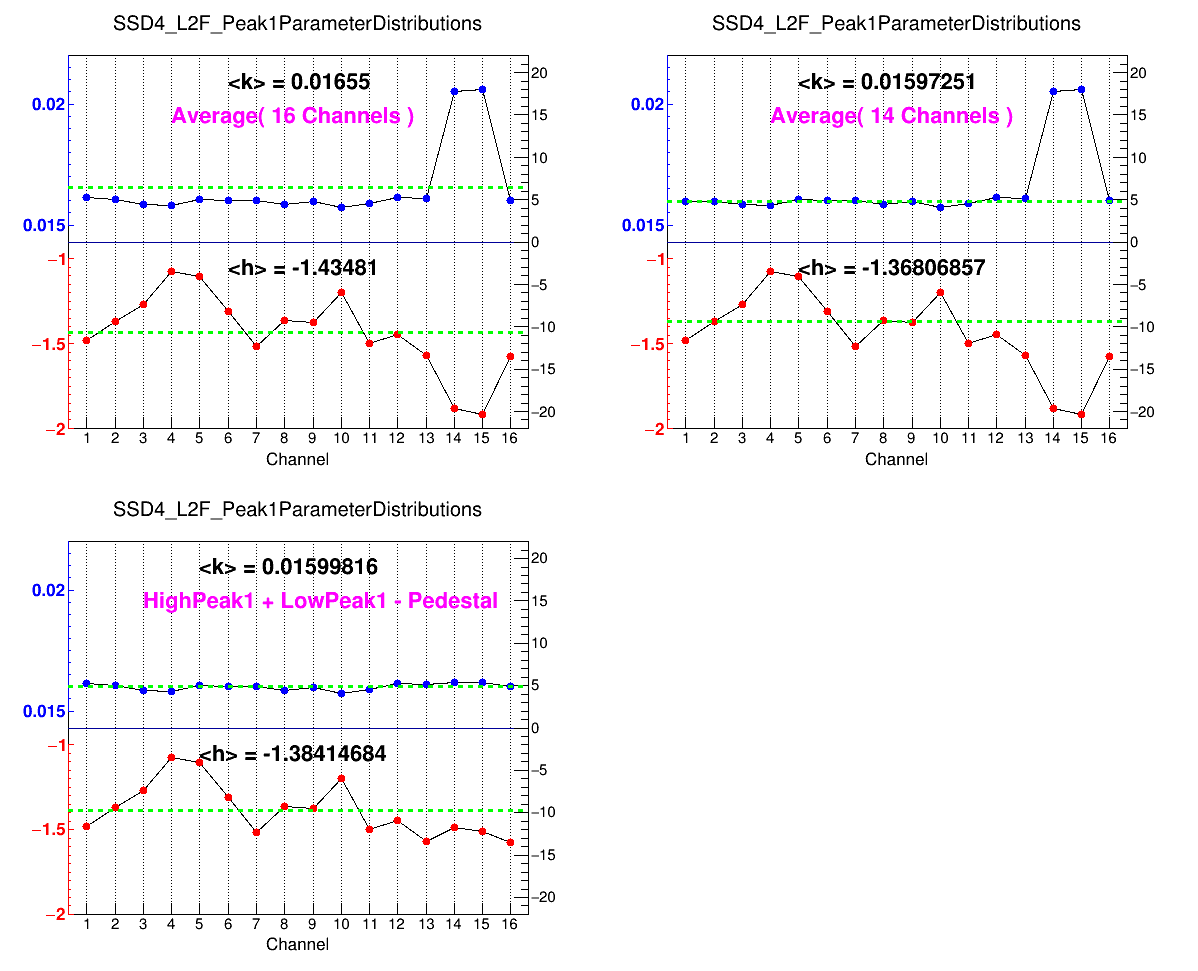 SSD4_L2F_Peak1ParameterDistributions
<k> = 0.01655
Average( 16 Channels )
0.02
0.015
20
15
10
5
0
<h> = -1.43481
−1
−1.5
−2
−5
−10
−15
−20
1 2 3 4 5 6 7 8 9 10 11 12 13 14 15 16
Channel
SSD4_L2F_Peak1ParameterDistributions
<k> = 0.01597251
Average( 14 Channels )
0.02
0.015
20
15
10
5
0
<h> = -1.36806857
−1
−1.5
−2
−5
−10
−15
−20
1 2 3 4 5 6 7 8 9 10 11 12 13 14 15 16
Channel
SSD4_L2F_Peak1ParameterDistributions
<k> = 0.01599816
HighPeak1 + LowPeak1 - Pedestal
0.02
0.015
20
15
10
5
0
<h> = -1.38414684
−1
−1.5
−2
−5
−10
−15
−20
1 2 3 4 5 6 7 8 9 10 11 12 13 14 15 16
Channel